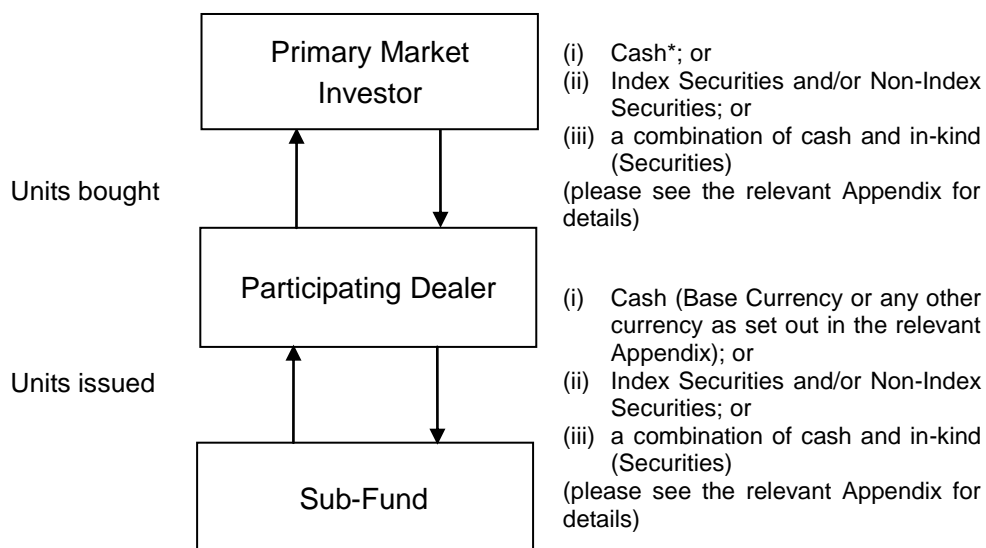 Primary Market
Investor
(i) Cash*; or
(ii) Index Securities and/or Non-Index
Securities; or
(iii) a combination of cash and in-kind
(Securities)
(please see the relevant Appendix for
details)
Units bought
Participating Dealer
(i) Cash (Base Currency or any other
currency as set out in the relevant
Appendix); or
(ii) Index Securities and/or Non-Index
Securities; or
(iii) a combination of cash and in-kind
(Securities)
(please see the relevant Appendix for
details)
Units issued
Sub-Fund